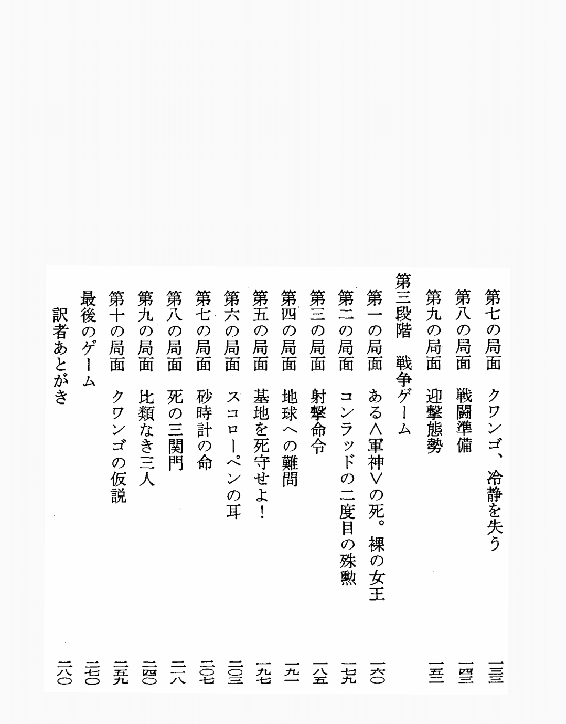 第七の局面　クワンゴ、冷静を失う　一三三
第八の局面　戦闘準備　一四三
第九の局面　迎撃態勢　一五二
第三段階　戦争ゲーム
第一の局面　ある＜軍神＞の死。裸の女王　一六〇
第二の局面　コンラッドの二度目の殊勲　一七九
第三の局面　射撃命令　一八五
第四の局面　地球への難問　一九一
第五の局面　基地を死守せよ！　一九七
第六の局面　スコローペンの耳　二〇三
第七の局面　砂時計の命　二〇七
第八の局面　死の三関門　二一八
第九の局面　比類なき三人　二四〇
第十の局面　クワンゴの仮説　二五九
最後のゲーム　二七〇
訳者あとがき　二八〇